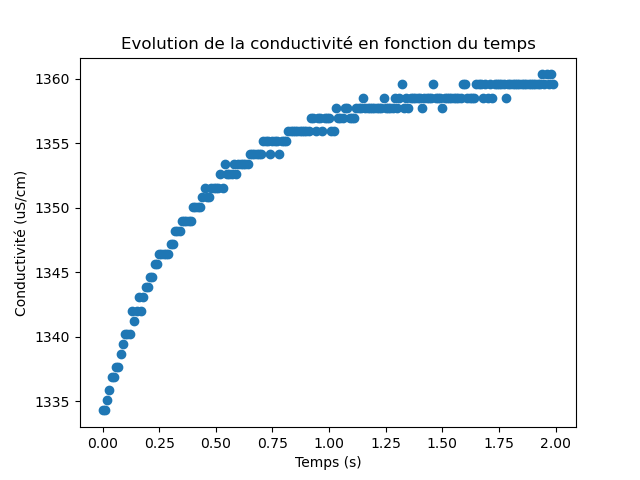 Evolution de la conductivité en fonction du temps
Conductivité (uS/cm)
1360
1355
1350
1345
1340
1335
0.00 0.25 0.50 0.75 1.00 1.25 1.50 1.75 2.00
Temps (s)